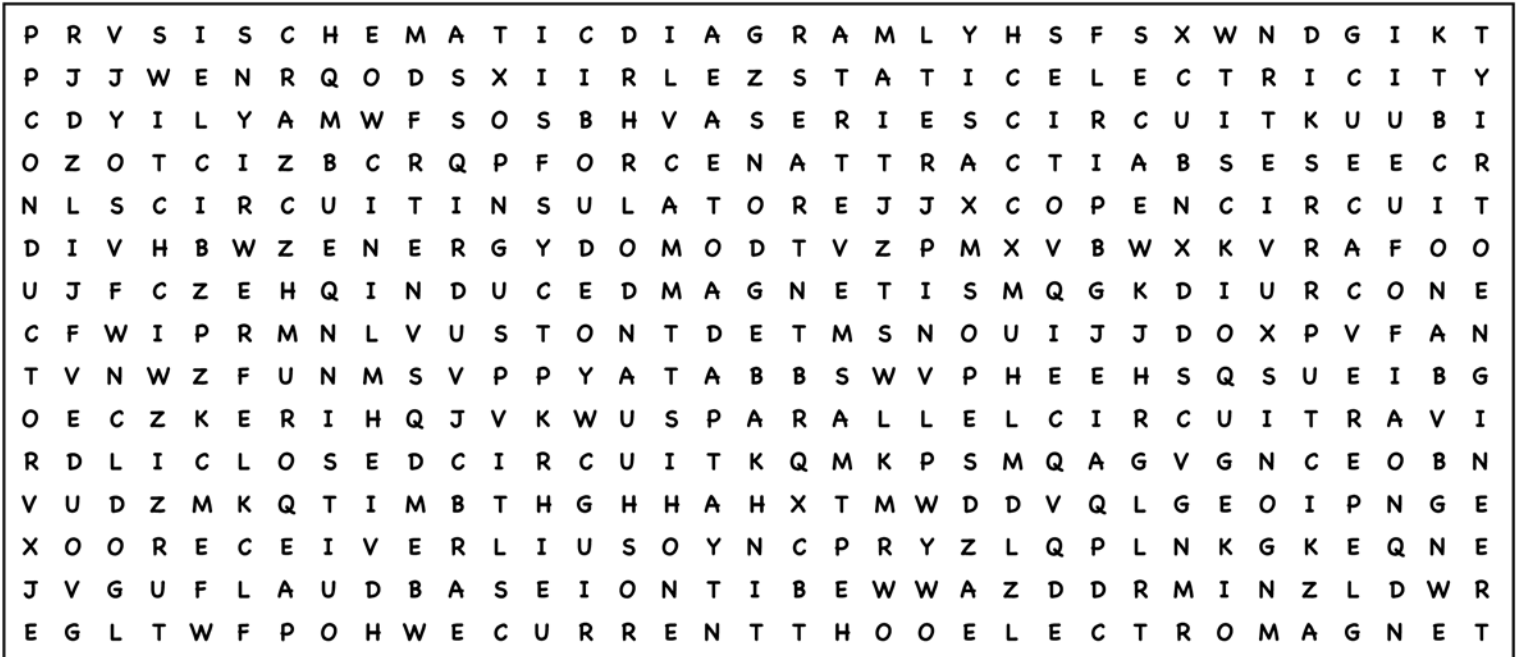 P R V S I S C H E M A T I C D I A G R A M L Y H S F S X W N D G I K T
P J J W E N R Q O D S X I I R L E Z S T A T I C E L E C T R I C I T Y
C D Y I L Y A M W F S O S B H V A S E R I E S C I R C U I T K U U B I
O Z O T C I Z B C R Q P F O R C E N A T T R A C T I A B S E S E E C R
N L S C I R C U I T I N S U L A T O R E J J X C O P E N C I R C U I T
D I V H B W Z E N E R G Y D O M O D T V Z P M X V B W X K V R A F O O
U J F C Z E H Q I N D U C E D M A G N E T I S M Q G K D I U R C O N E
C F W I P R M N L V U S T O N T D E T M S N O U I J J D O X P V F A N
T V N W Z F U N M S V P P Y A T A B B S W V P H E E H S Q S U E I B G
O E C Z K E R I H Q J V K W U S P A R A L L E L C I R C U I T R A V I
R D L I C L O S E D C I R C U I T K Q M K P S M Q A G V G N C E O B N
V U D Z M K Q T I M B T H G H H A H X T M W D D V Q L G E O I P N G E
X O O R E C E I V E R L I U S O Y N C P R Y Z L Q P L N K G K E Q N E
J V G U F L A U D B A S E I O N T I B E W W A Z D D R M I N Z L D W R
E G L T W F P O H W E C U R R E N T T H O O E L E C T R O M A G N E T